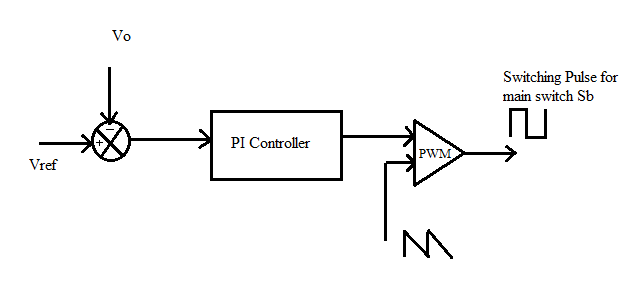 Vo
Switching Pulse for
main switch Sb
−
+
PI Controller
PWM
Vref